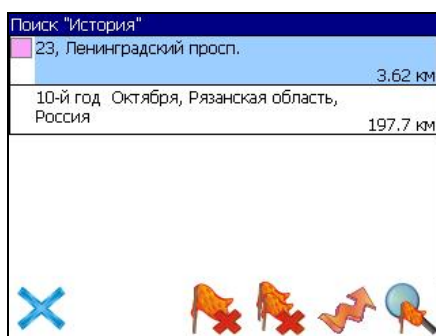 Поиск "История"
23, Ленинградский просп.
3.62 км
10-й год Октября, Рязанская область,
Россия
197.7 км